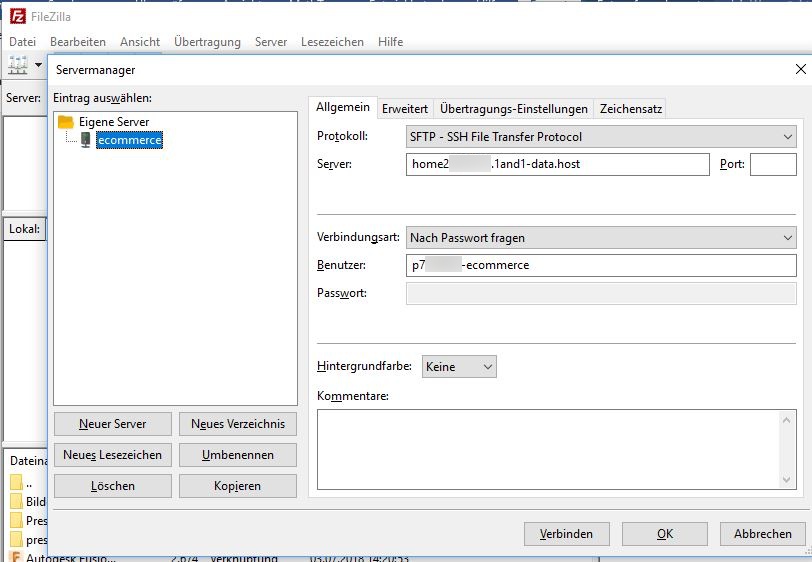 FileZilla
Datei Bearbeiten Ansicht Übertragung Server Lesezeichen Hilfe
Servermanager
Server:
Eintrag auswählen:
Eigene Server
ecommerce
Allgemein Erweitert Übertragungs-Einstellungen Zeichensatz
Protokoll: SFTP - SSH File Transfer Protocol
Server: home2 .1and1-data.host Port:
Lokal:
Verbindungsart: Nach Passwort fragen
Benutzer: p7 -ecommerce
Passwort:
Hintergrundfarbe: Keine
Kommentare:
Neuer Server Neues Verzeichnis
Neues Lesezeichen Umbenennen
Löschen Kopieren
Dateina
..
Bild
Pres
pres
Verbinden OK Abbrechen
Autodesk Fusio... 2.674 Verknüpfung 03.07.2018 14:20:53